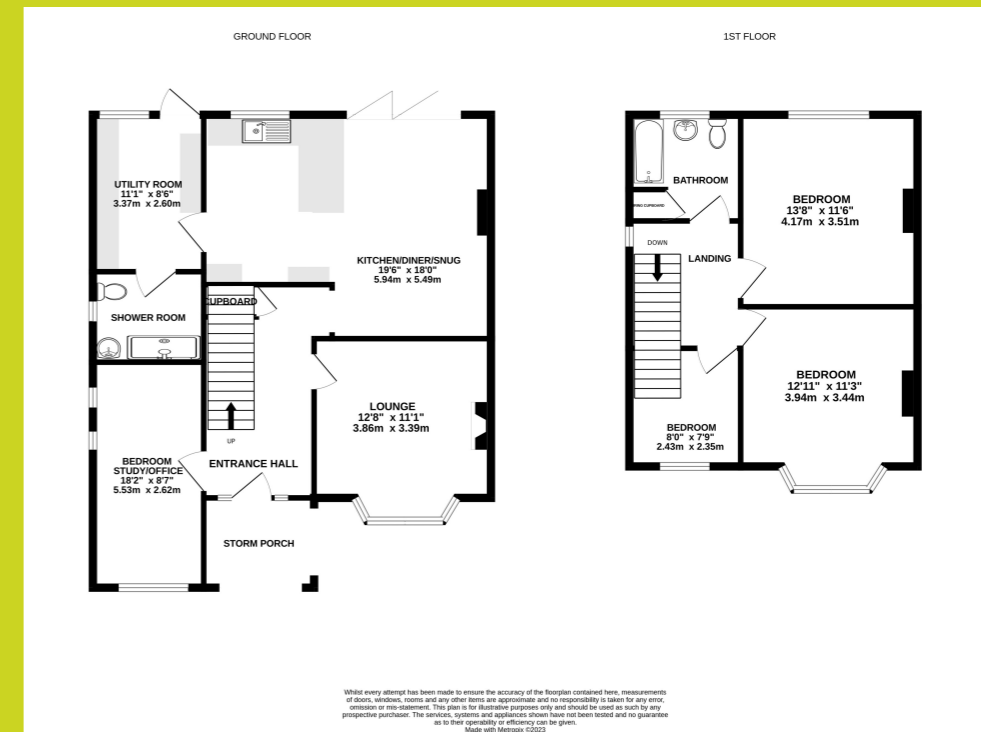 GROUND FLOOR
1ST FLOOR
UTILITY ROOM
11'1" x 8'6"
3.37m x 2.60m
KITCHEN/DINER/SNUG
19'6" x 18'0"
5.94m x 5.49m
CUPBOARD
SHOWER ROOM
LOUNGE
12'8" x 11'1"
3.86m x 3.39m
UP
ENTRANCE HALL
BEDROOM
STUDY/OFFICE
18'2" x 8'7"
5.53m x 2.62m
STORM PORCH
BATHROOM
CUPBOARD
BEDROOM
13'8" x 11'6"
4.17m x 3.51m
DOWN
LANDING
BEDROOM
12'11" x 11'3"
3.94m x 3.44m
BEDROOM
8'0" x 7'9"
2.43m x 2.35m
Whilst every attempt has been made to ensure the accuracy of the floorplan contained here, measurements
of doors, windows, rooms and any other items are approximate and no responsibility is taken for any error,
omission or mis-statement. This plan is for illustrative purposes only and should be used as such by any
prospective purchaser. The services, systems and appliances shown have not been tested and no guarantee
as to their operability or efficiency can be given.
Made with Metropix ©2023